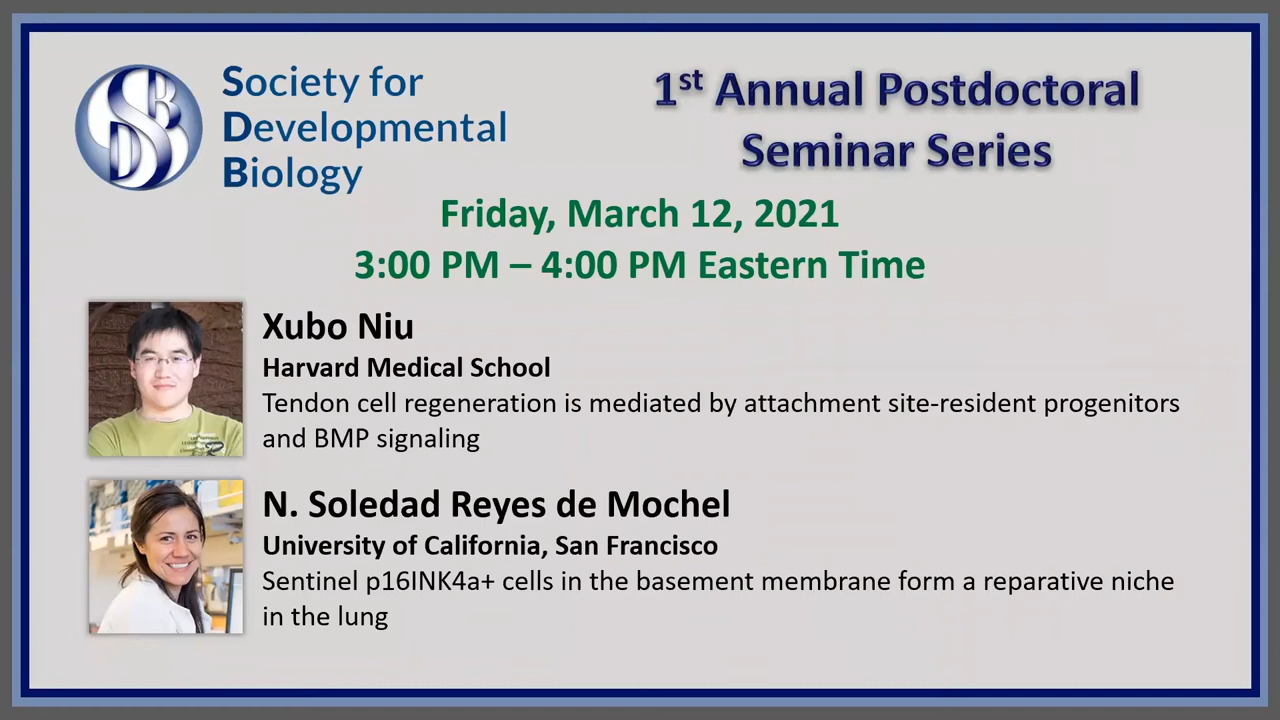 Society for
Developmental
Biology
1st Annual Postdoctoral
Seminar Series
Friday, March 12, 2021
3:00 PM – 4:00 PM Eastern Time
Xubo Niu
Harvard Medical School
Tendon cell regeneration is mediated by attachment site-resident progenitors
and BMP signaling
N. Soledad Reyes de Mochel
University of California, San Francisco
Sentinel p16INK4a+ cells in the basement membrane form a reparative niche
in the lung